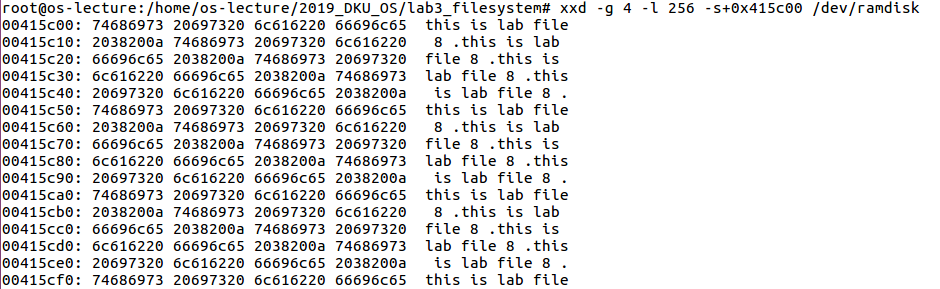 root@os-lecture:/home/os-lecture/2019_DKU_OS/lab3_filesystem# xxd -g 4 -l 256 -s+0x415c00 /dev/ramdisk
00415c00: 74686973 20697320 6c616220 66696c65  this is lab file
00415c10: 2038200a 74686973 20697320 6c616220   8 .this is lab 
00415c20: 66696c65 2038200a 74686973 20697320  file 8 .this is 
00415c30: 6c616220 66696c65 2038200a 74686973  lab file 8 .this
00415c40: 20697320 6c616220 66696c65 2038200a   is lab file 8 .
00415c50: 74686973 20697320 6c616220 66696c65  this is lab file
00415c60: 2038200a 74686973 20697320 6c616220   8 .this is lab 
00415c70: 66696c65 2038200a 74686973 20697320  file 8 .this is 
00415c80: 6c616220 66696c65 2038200a 74686973  lab file 8 .this
00415c90: 20697320 6c616220 66696c65 2038200a   is lab file 8 .
00415ca0: 74686973 20697320 6c616220 66696c65  this is lab file
00415cb0: 2038200a 74686973 20697320 6c616220   8 .this is lab 
00415cc0: 66696c65 2038200a 74686973 20697320  file 8 .this is 
00415cd0: 6c616220 66696c65 2038200a 74686973  lab file 8 .this
00415ce0: 20697320 6c616220 66696c65 2038200a   is lab file 8 .
00415cf0: 74686973 20697320 6c616220 66696c65  this is lab file